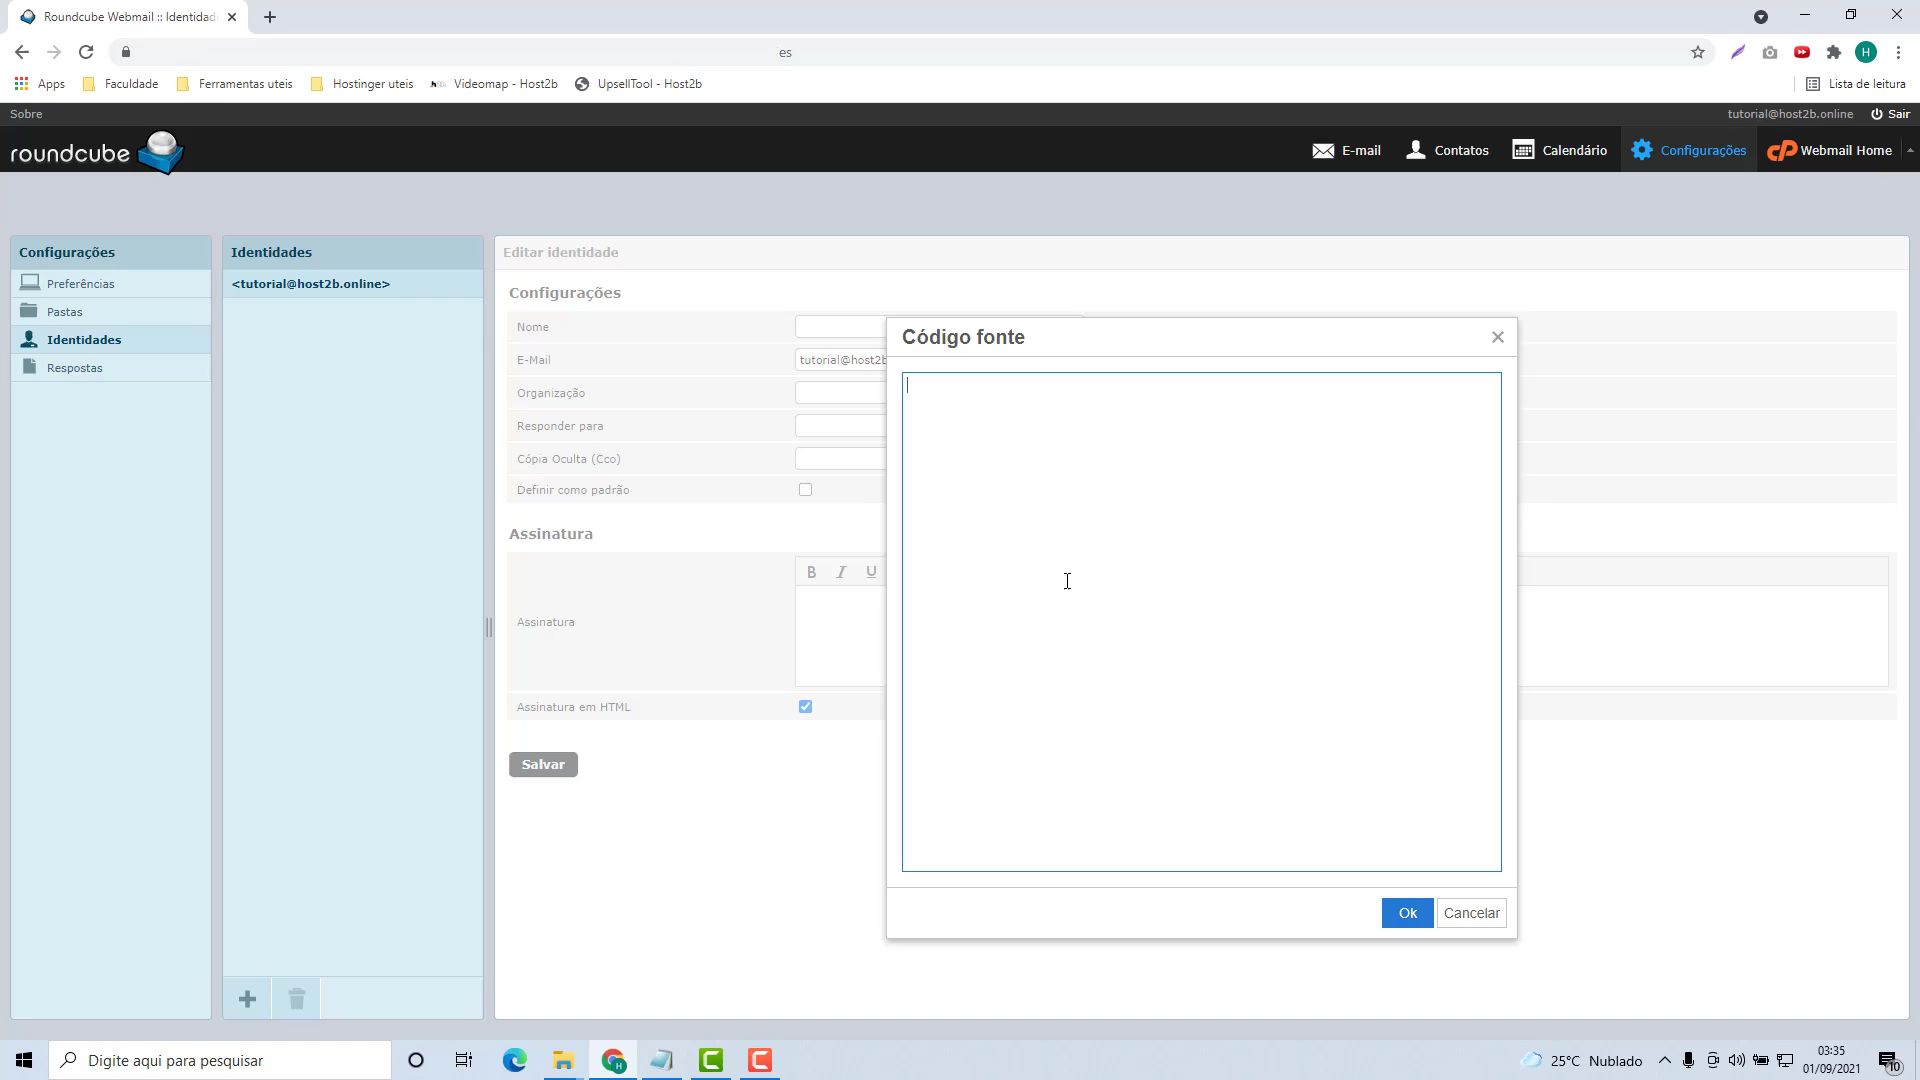 Roundcube Webmail :: Identidad
es
Apps
Faculdade
Ferramentas uteis
Hostinger uteis
Videomap - Host2b
UpsellTool - Host2b
Lista de leitura
H
Sobre
tutorial@host2b.online
Sair
roundcube
E-mail
Contatos
Calendário
Configurações
cP Webmail Home
Configurações
Preferências
Pastas
Identidades
Respostas
Identidades
<tutorial@host2b.online>
Editar identidade
Configurações
Nome
E-Mail
tutorial@host2b
Organização
Responder para
Cópia Oculta (Cco)
Definir como padrão
Assinatura
B I U
Assinatura
Assinatura em HTML
Salvar
Código fonte
Ok
Cancelar
Digite aqui para pesquisar
25°C Nublado
03:35
01/09/2021
10